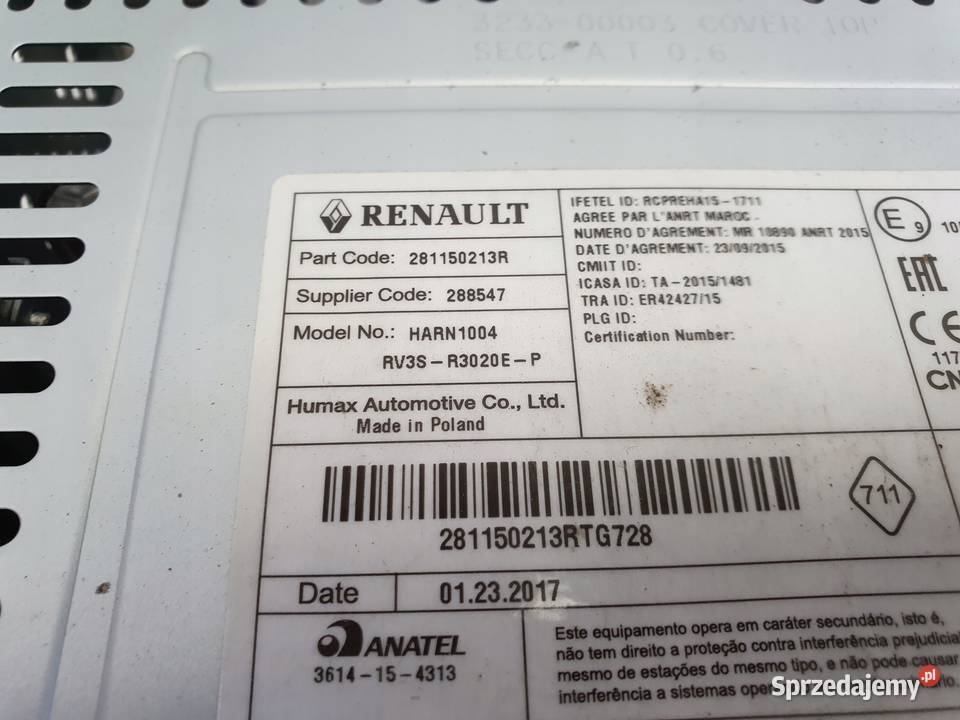 3233-00003 COVER TOP
SECC-A T 0.6
RENAULT
Part Code: 281150213R
Supplier Code: 288547
Model No.: HARN1004
RV3S-R3020E-P
Humax Automotive Co., Ltd.
Made in Poland
IFETEL ID: RCPREHA15-1711
AGREE PAR L'ANRT MAROC -
NUMERO D'AGREMENT: MR 10890 ANRT 2015
DATE D'AGREMENT: 23/09/2015
CMIIT ID:
ICASA ID: TA-2015/1481
TRA ID: ER42427/15
PLG ID:
Certification Number:
E9
EAC
CE
117
CN
281150213RTG728
711
Date 01.23.2017
ANATEL
3614-15-4313
Este equipamento opera em caráter secundário, isto é,
não tem direito a proteção contra interferência prejudicial
mesmo de estações do mesmo tipo, e não pode causar
interferência a sistemas
Sprzedajemy.pl